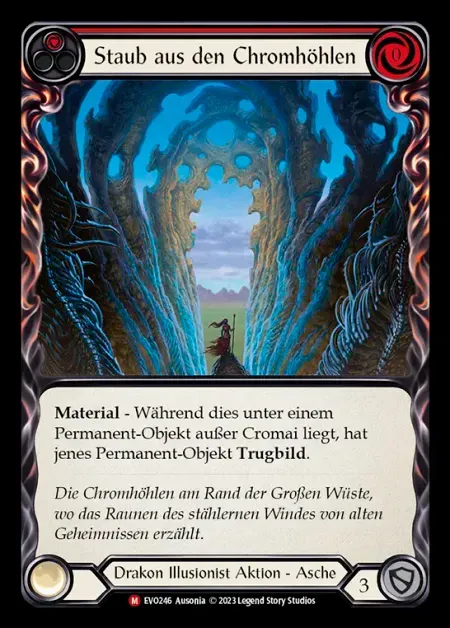 Staub aus den Chromhöhlen
0
Material - Während dies unter einem
Permanent-Objekt außer Cromai liegt, hat
jenes Permanent-Objekt Trugbild.
Die Chromhöhlen am Rand der Großen Wüste,
wo das Raunen des stählernen Windes von alten
Geheimnissen erzählt.
Drakon Illusionist Aktion - Asche
3
M EVO246 Ausonia © 2023 Legend Story Studios